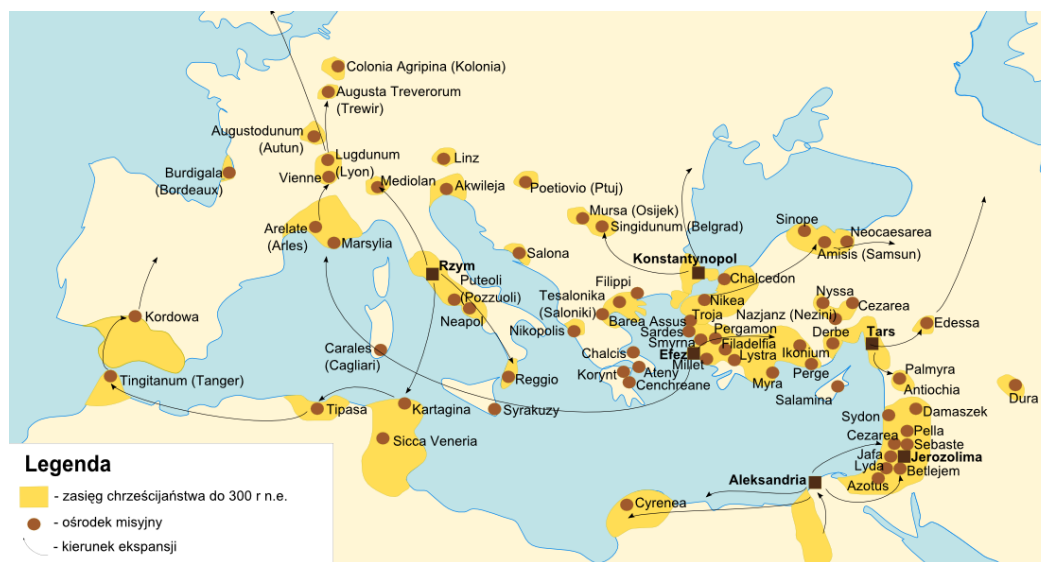 Colonia Agripina (Kolonia)
Augusta Treverorum
(Trewir)
Augustodunum
(Autun)
Lugdunum
(Lyon)
Linz
Burdigala
(Bordeaux)
Vienne
Mediolan
Akwileja
Poetiovio (Ptuj)
Mursa (Osijek)
Singidunum (Belgrad)
Sinope
Neocaesarea
Amisis (Samsun)
Arelate
(Arles)
Marsylia
Salona
Konstantynopol
Chalcedon
Rzym
Puteoli
(Pozzuoli)
Neapol
Filippi
Tesalonika
(Saloniki)
Barea
Assus
Nikea
Troja
Nazjanz (Nezini)
Nyssa
Cezarea
Kordowa
Nikopolis
Sardes
Pergamon
Smyrna
Filadelfia
Derbe
Tars
Edessa
Carales
(Cagliari)
Chalcis
Efez
Millet
Lystra
Ikonium
Perge
Tingitanum (Tanger)
Reggio
Korynt
Ateny
Cenchreane
Myra
Salamina
Palmyra
Antiochia
Dura
Tipasa
Kartagina
Syrakuzy
Sydon
Damaszek
Sicca Veneria
Pella
Cezarea
Sebaste
Jafa
Jerozolima
Lyda
Betlejem
Azotus
Aleksandria
Cyrenea
Legenda
- zasięg chrześcijaństwa do 300 r n.e.
- ośrodek misyjny
- kierunek ekspansji